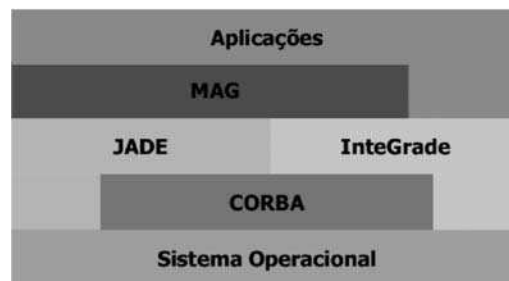 Aplicações
MAG
JADE InteGrade
CORBA
Sistema Operacional